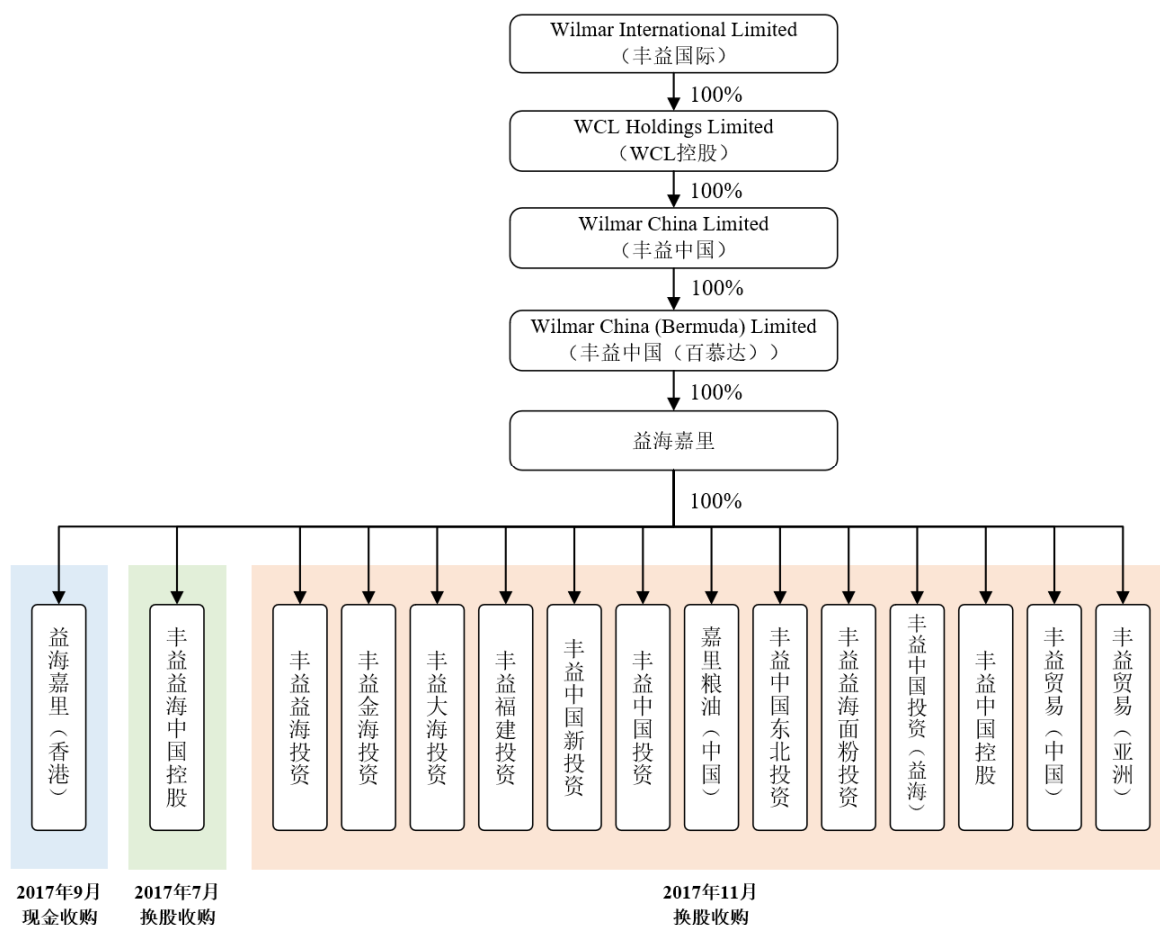 Wilmar International Limited
（丰益国际）
100%
WCL Holdings Limited
（WCL控股）
100%
Wilmar China Limited
（丰益中国）
100%
Wilmar China (Bermuda) Limited
（丰益中国（百慕达））
100%
益海嘉里
100%
益海嘉里（香港）
丰益益海中国控股
丰益益海投资
丰益金海投资
丰益大海投资
丰益福建投资
丰益中国新投资
丰益中国投资
嘉里粮油（中国）
丰益中国东北投资
丰益益海面粉投资
丰益中国投资（益海）
丰益中国控股
丰益贸易（中国）
丰益贸易（亚洲）
2017年9月
现金收购
2017年7月
换股收购
2017年11月
换股收购